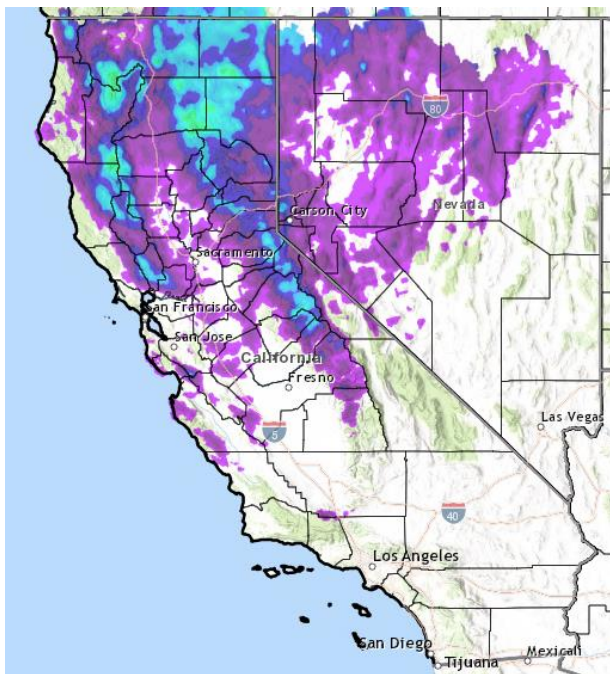 80
Nevada
Carson City
Sacramento
San Francisco
San Jose
California
Fresno
Las Vegas
5
40
Los Angeles
San Diego
Tijuana
Mexicali